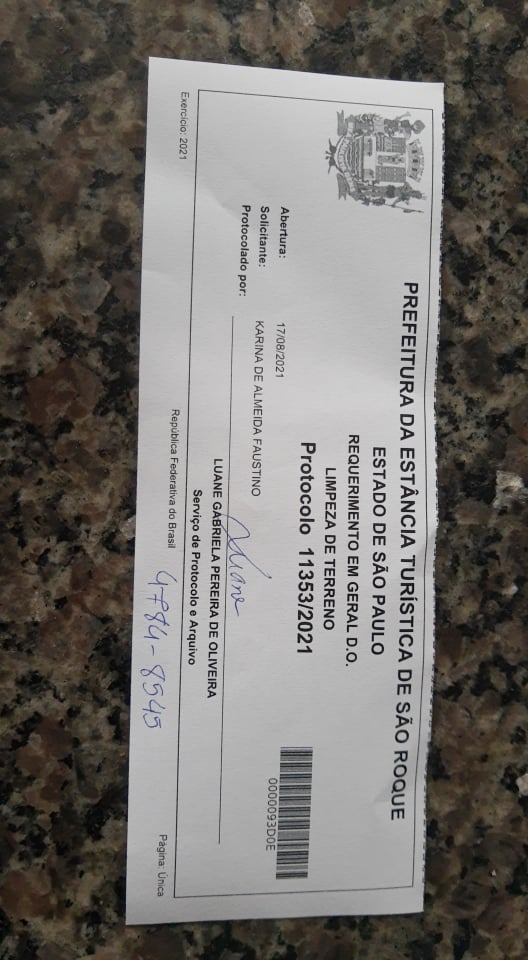 PREFEITURA DA ESTÂNCIA TURÍSTICA DE SÃO ROQUE
ESTADO DE SÃO PAULO
REQUERIMENTO EM GERAL D.O.
LIMPEZA DE TERRENO
Protocolo 11353/2021
0000093D0E
Abertura: 17/08/2021
Solicitante: KARINA DE ALMEIDA FAUSTINO
Protocolado por:
LUANE GABRIELA PEREIRA DE OLIVEIRA
Serviço de Protocolo e Arquivo
Exercício: 2021
República Federativa do Brasil
4784-8545
Página: Única